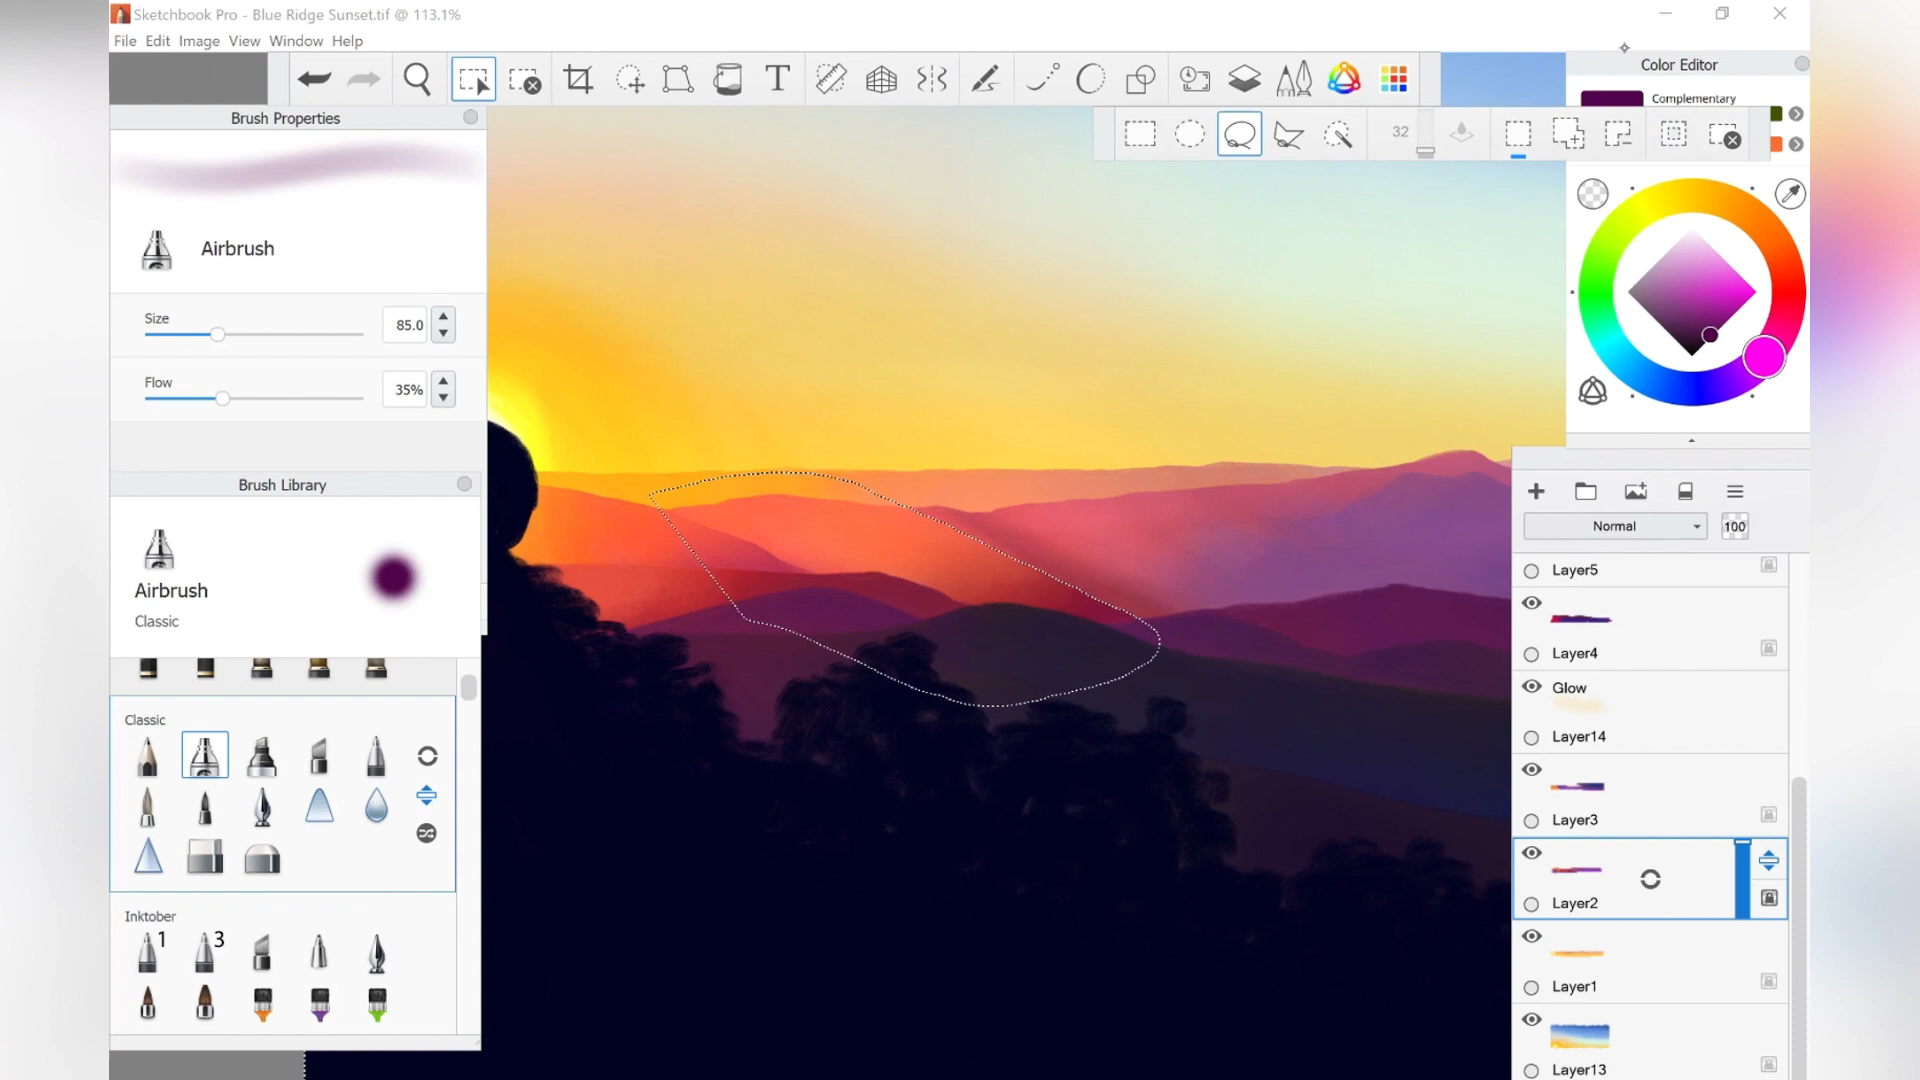 Sketchbook Pro - Blue Ridge Sunset.tif @ 113.1%
File Edit Image View Window Help
T
Color Editor
Complementary
32
Brush Properties
Airbrush
Size
85.0
Flow
35%
Brush Library
Airbrush
Classic
Classic
Inktober
1
3
Normal
100
Layer5
Layer4
Glow
Layer14
Layer3
Layer2
Layer1
Layer13